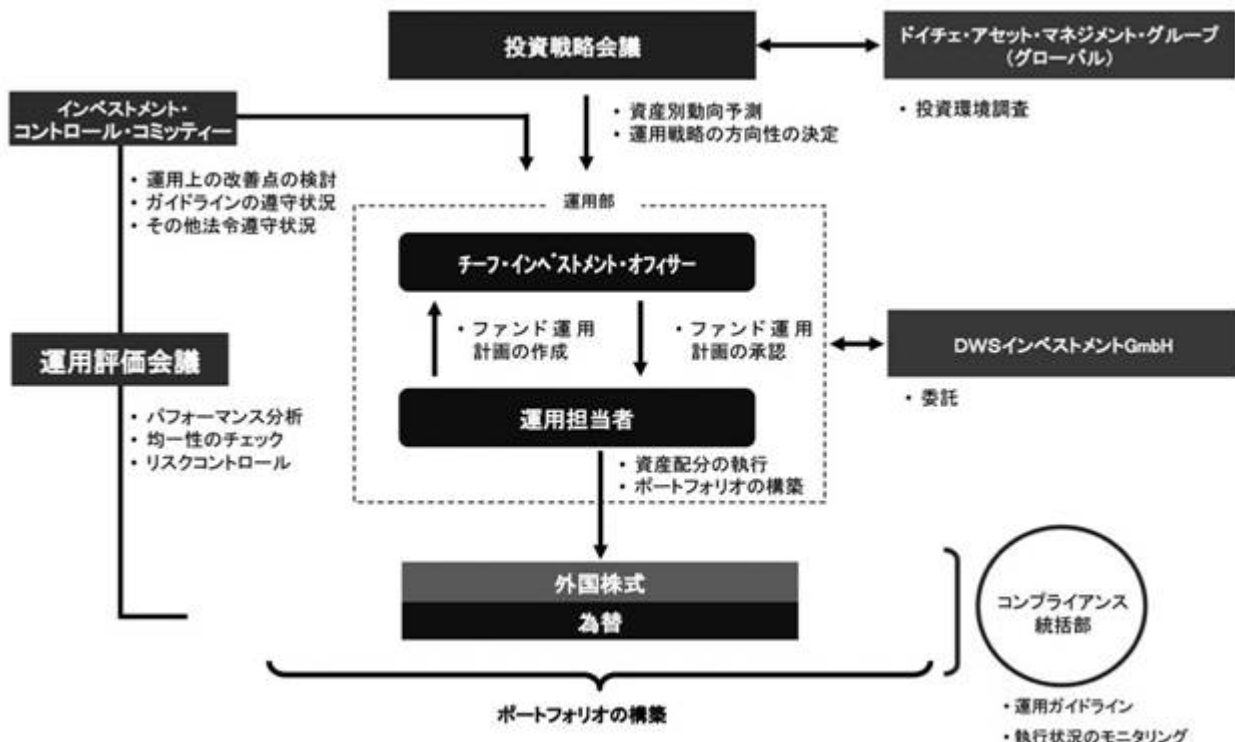 投資戦略会議
ドイチェ・アセット・マネジメント・グループ
(グローバル)
・投資環境調査
・資産別動向予測
・運用戦略の方向性の決定
インベストメント・
コントロール・コミッティー
・運用上の改善点の検討
・ガイドラインの遵守状況
・その他法令遵守状況
運用部
チーフ・インベストメント・オフィサー
・ファンド運用
計画の作成
・ファンド運用
計画の承認
DWSインベストメントGmbH
・委託
運用評価会議
・パフォーマンス分析
・均一性のチェック
・リスクコントロール
運用担当者
・資産配分の執行
・ポートフォリオの構築
外国株式
為替
コンプライアンス
統括部
・運用ガイドライン
・執行状況のモニタリング
ポートフォリオの構築